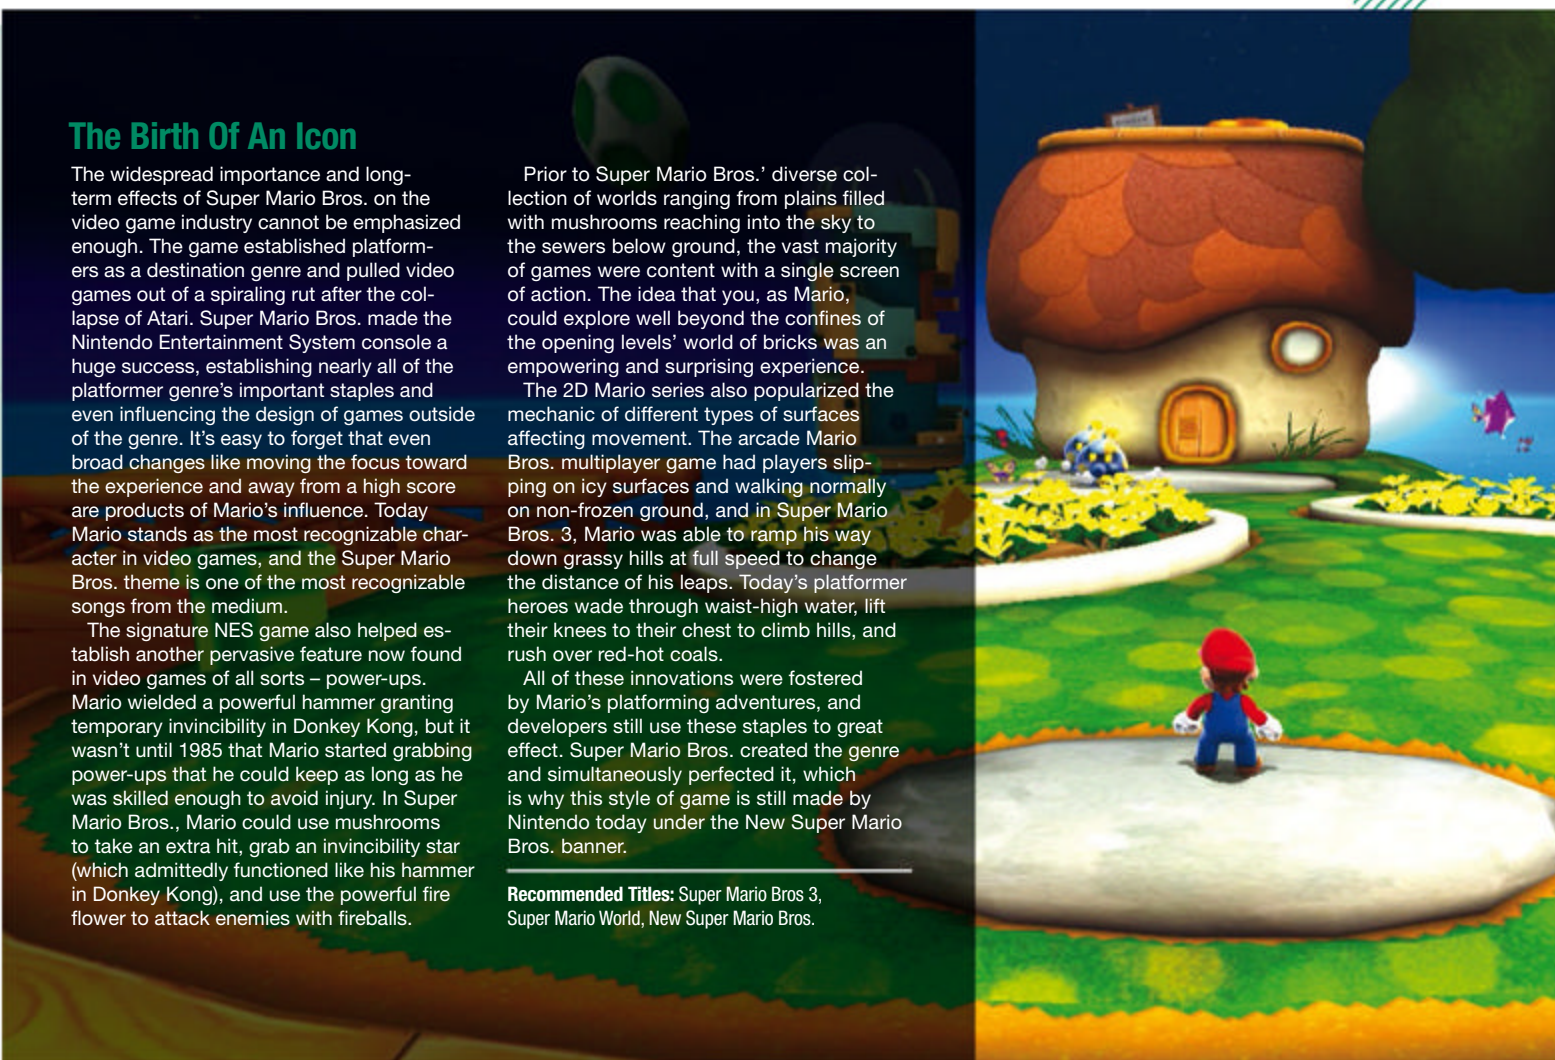 The Birth Of An Icon
The widespread importance and long-
term effects of Super Mario Bros. on the
video game industry cannot be emphasized
enough. The game established platform-
ers as a destination genre and pulled video
games out of a spiraling rut after the col-
lapse of Atari. Super Mario Bros. made the
Nintendo Entertainment System console a
huge success, establishing nearly all of the
platformer genre’s important staples and
even influencing the design of games outside
of the genre. It’s easy to forget that even
broad changes like moving the focus toward
the experience and away from a high score
are products of Mario’s influence. Today
Mario stands as the most recognizable char-
acter in video games, and the Super Mario
Bros. theme is one of the most recognizable
songs from the medium.
The signature NES game also helped es-
tablish another pervasive feature now found
in video games of all sorts – power-ups.
Mario wielded a powerful hammer granting
temporary invincibility in Donkey Kong, but it
wasn’t until 1985 that Mario started grabbing
power-ups that he could keep as long as he
was skilled enough to avoid injury. In Super
Mario Bros., Mario could use mushrooms
to take an extra hit, grab an invincibility star
(which admittedly functioned like his hammer
in Donkey Kong), and use the powerful fire
flower to attack enemies with fireballs.
Prior to Super Mario Bros.’ diverse col-
lection of worlds ranging from plains filled
with mushrooms reaching into the sky to
the sewers below ground, the vast majority
of games were content with a single screen
of action. The idea that you, as Mario,
could explore well beyond the confines of
the opening levels’ world of bricks was an
empowering and surprising experience.
The 2D Mario series also popularized the
mechanic of different types of surfaces
affecting movement. The arcade Mario
Bros. multiplayer game had players slip-
ping on icy surfaces and walking normally
on non-frozen ground, and in Super Mario
Bros. 3, Mario was able to ramp his way
down grassy hills at full speed to change
the distance of his leaps. Today’s platformer
heroes wade through waist-high water, lift
their knees to their chest to climb hills, and
rush over red-hot coals.
All of these innovations were fostered
by Mario’s platforming adventures, and
developers still use these staples to great
effect. Super Mario Bros. created the genre
and simultaneously perfected it, which
is why this style of game is still made by
Nintendo today under the New Super Mario
Bros. banner.
Recommended Titles: Super Mario Bros 3,
Super Mario World, New Super Mario Bros.